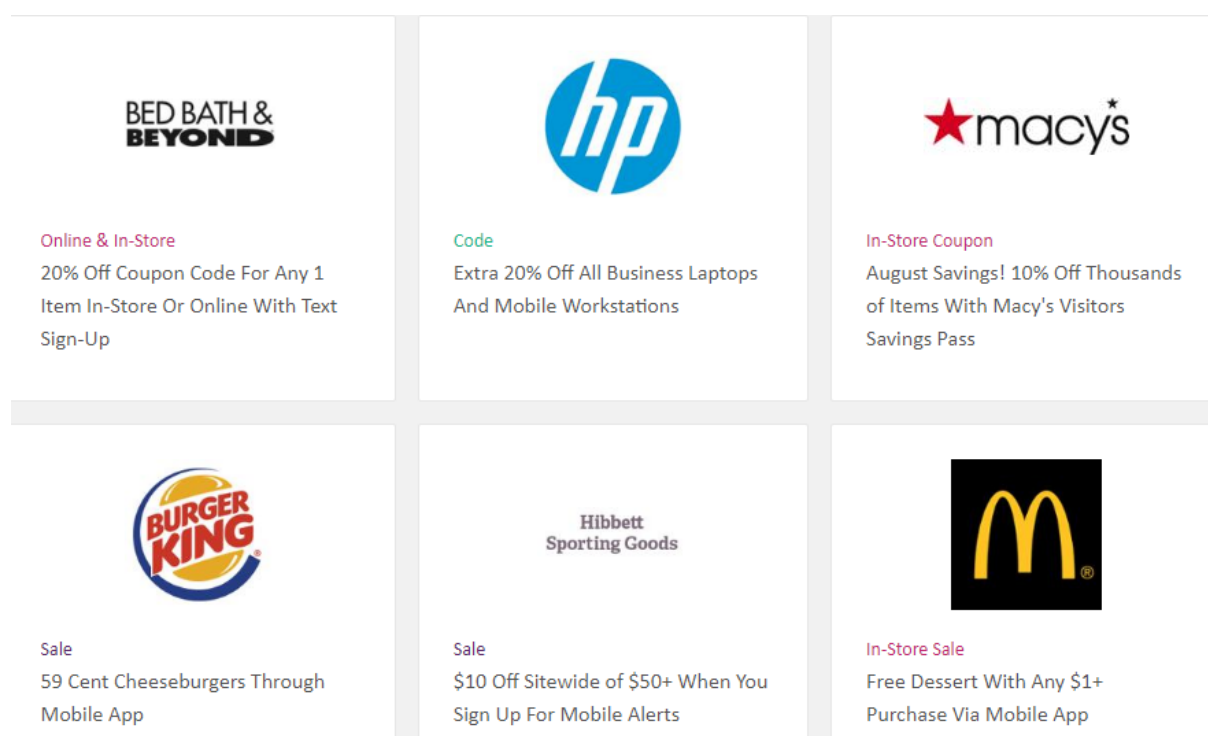 BED BATH &
BEYOND
Online & In-Store
20% Off Coupon Code For Any 1
Item In-Store Or Online With Text
Sign-Up
hp
Code
Extra 20% Off All Business Laptops
And Mobile Workstations
macy's
In-Store Coupon
August Savings! 10% Off Thousands
of Items With Macy's Visitors
Savings Pass
BURGER
KING®
Sale
59 Cent Cheeseburgers Through
Mobile App
Hibbett
Sporting Goods
Sale
$10 Off Sitewide of $50+ When You
Sign Up For Mobile Alerts
M®
In-Store Sale
Free Dessert With Any $1+
Purchase Via Mobile App